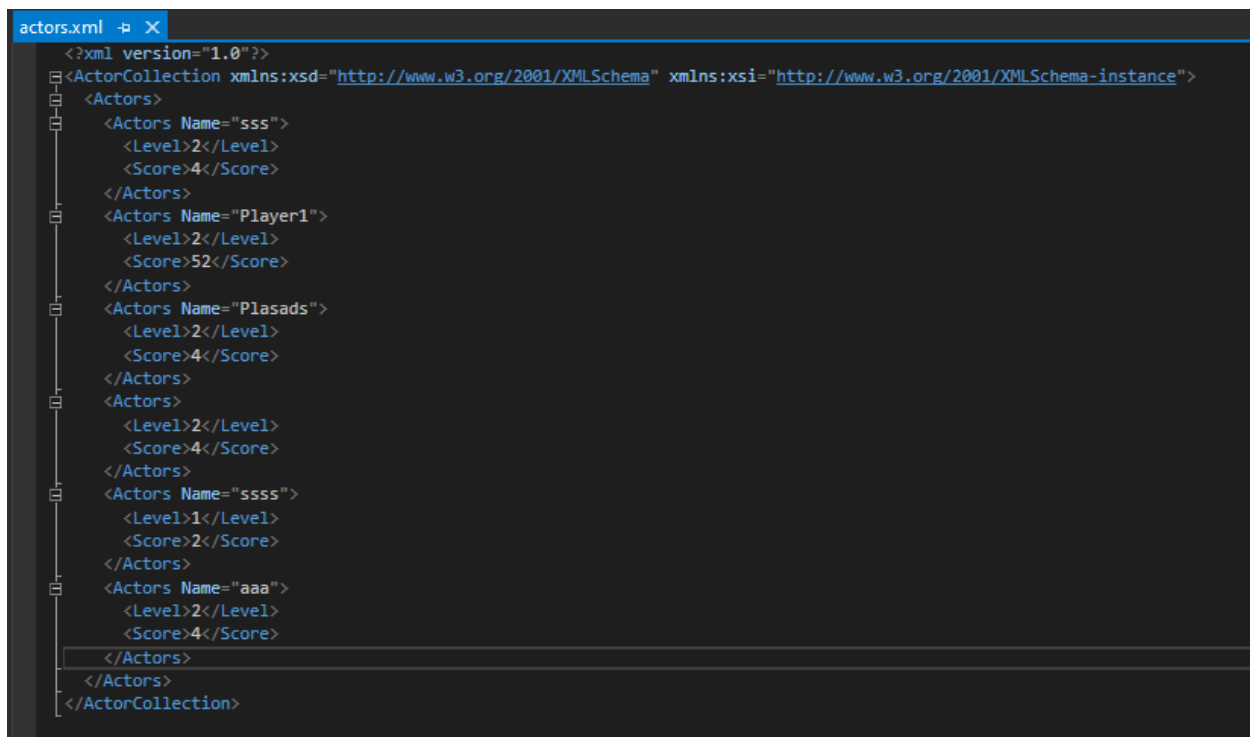 actors.xml
<?xml version="1.0"?>
<ActorCollection xmlns:xsd="http://www.w3.org/2001/XMLSchema" xmlns:xsi="http://www.w3.org/2001/XMLSchema-instance">
<Actors>
<Actors Name="sss">
<Level>2</Level>
<Score>4</Score>
</Actors>
<Actors Name="Player1">
<Level>2</Level>
<Score>52</Score>
</Actors>
<Actors Name="Plasads">
<Level>2</Level>
<Score>4</Score>
</Actors>
<Actors>
<Level>2</Level>
<Score>4</Score>
</Actors>
<Actors Name="ssss">
<Level>1</Level>
<Score>2</Score>
</Actors>
<Actors Name="aaa">
<Level>2</Level>
<Score>4</Score>
</Actors>
</Actors>
</ActorCollection>